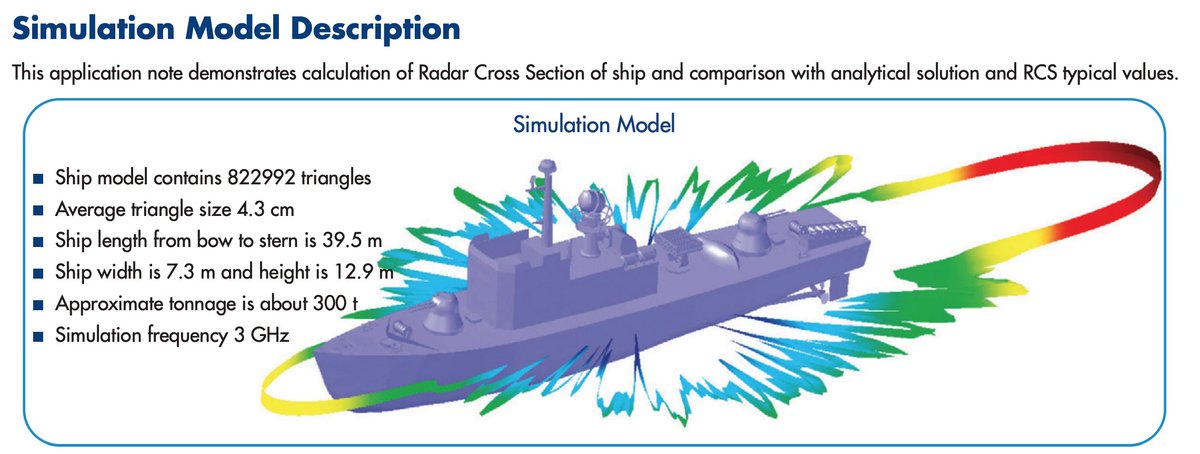 Simulation Model Description
This application note demonstrates calculation of Radar Cross Section of ship and comparison with analytical solution and RCS typical values.
Simulation Model
Ship model contains 822992 triangles
Average triangle size 4.3 cm
Ship length from bow to stern is 39.5 m
Ship width is 7.3 m and height is 12.9 m
Approximate tonnage is about 300 t
Simulation frequency 3 GHz